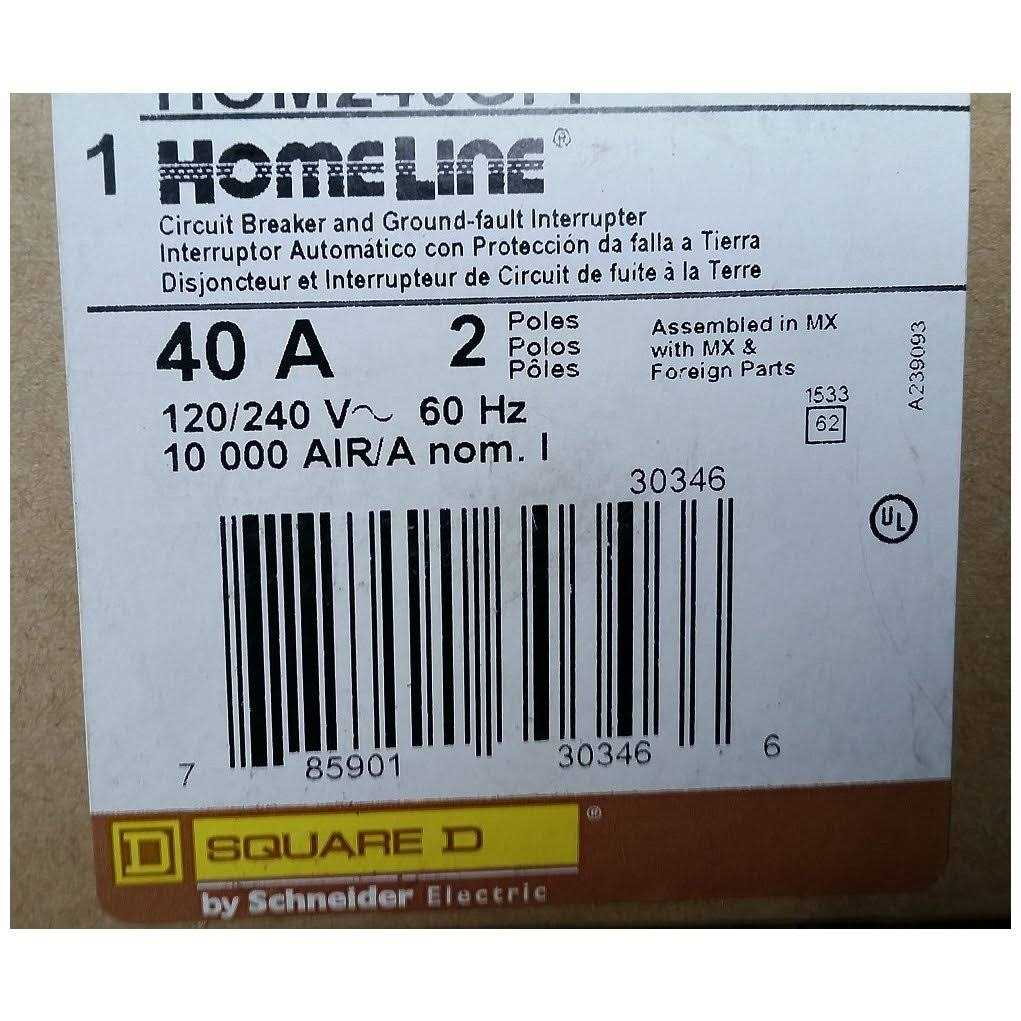 HOM240GFI
1 HOMELINE®
Circuit Breaker and Ground-fault Interrupter
Interruptor Automático con Protección da falla a Tierra
Disjoncteur et Interrupteur de Circuit de fuite à la Terre
40 A 2 Poles
Polos
Pôles
Assembled in MX
with MX &
Foreign Parts
A239093
1533
62
120/240 V~ 60 Hz
10 000 AIR/A nom. I
30346
UL
7 85901 30346 6
D SQUARE D ®
by Schneider Electric